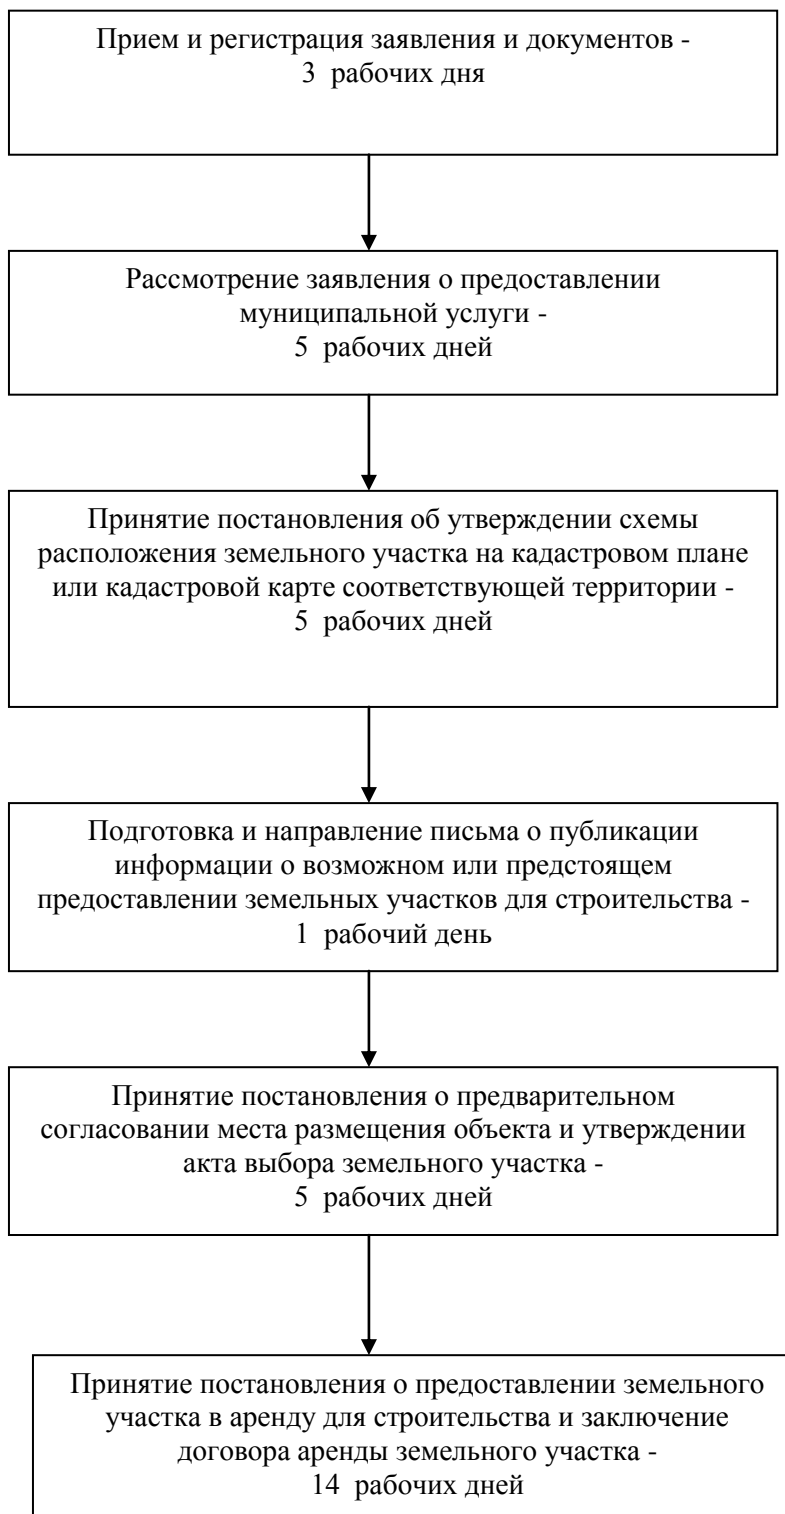 Прием и регистрация заявления и документов -
3 рабочих дня
Рассмотрение заявления о предоставлении
муниципальной услуги -
5 рабочих дней
Принятие постановления об утверждении схемы
расположения земельного участка на кадастровом плане
или кадастровой карте соответствующей территории -
5 рабочих дней
Подготовка и направление письма о публикации
информации о возможном или предстоящем
предоставлении земельных участков для строительства -
1 рабочий день
Принятие постановления о предварительном
согласовании места размещения объекта и утверждении
акта выбора земельного участка -
5 рабочих дней
Принятие постановления о предоставлении земельного
участка в аренду для строительства и заключение
договора аренды земельного участка -
14 рабочих дней